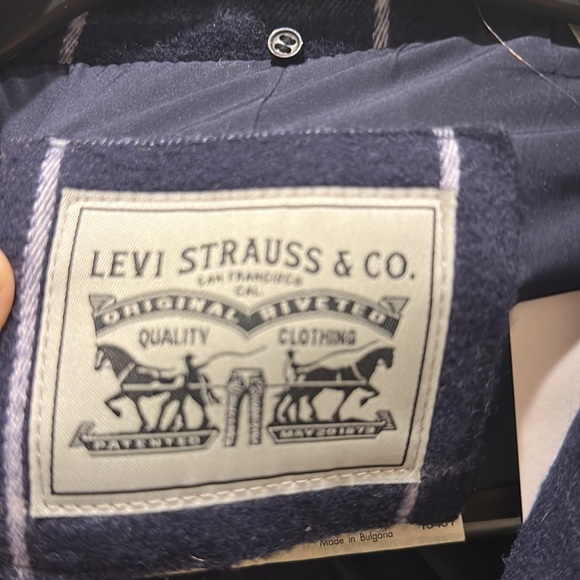 LEVI STRAUSS & CO.
SAN FRANCISCO
CAL.
ORIGINAL RIVETED
QUALITY CLOTHING
PATENTED MAY 20 1873
Made in Bulgaria